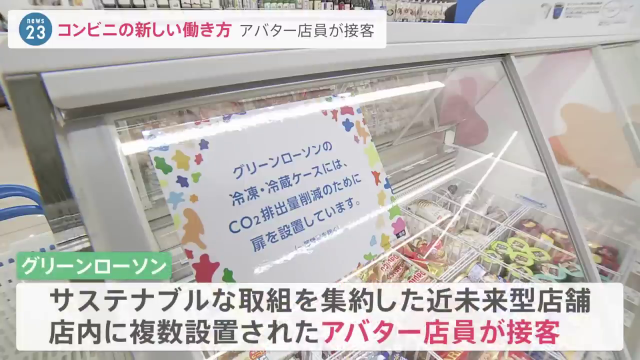 news
23
コンビニの新しい働き方 アバター店員が接客
グリーンローソンの
冷凍・冷蔵ケースには、
CO2排出量削減のために
扉を設置しています。
グリーンローソン
サステナブルな取組を集約した近未来型店舗
店内に複数設置されたアバター店員が接客